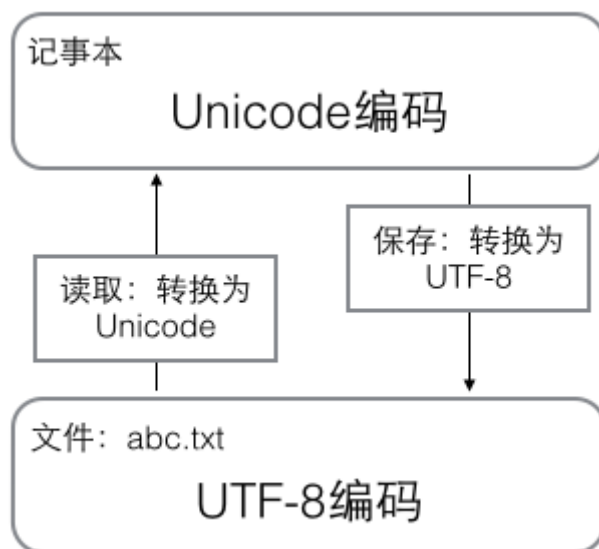 记事本
Unicode编码
读取：转换为
Unicode
保存：转换为
UTF-8
文件：abc.txt
UTF-8编码